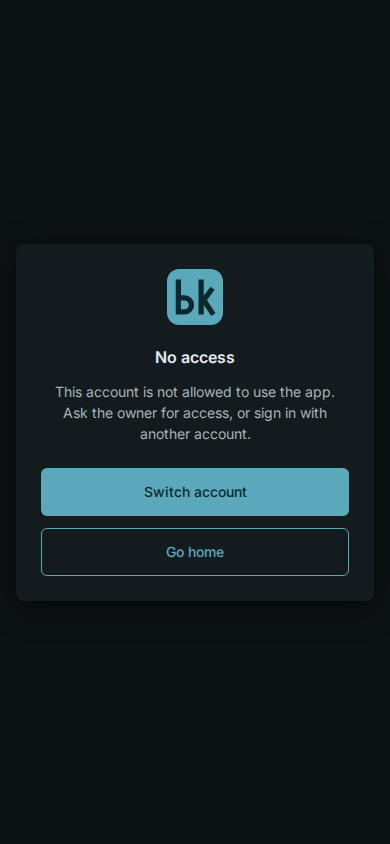 bk
No access
This account is not allowed to use the app.
Ask the owner for access, or sign in with
another account.
Switch account
Go home